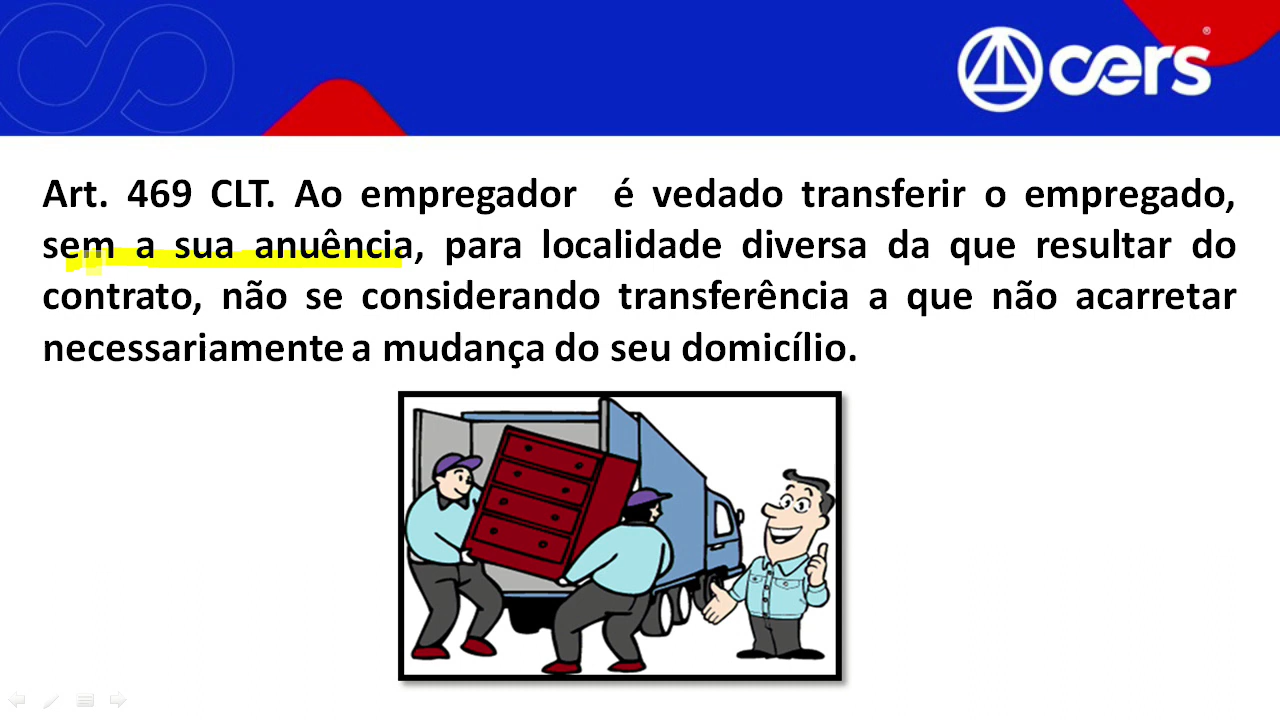 cers®
Art. 469 CLT. Ao empregador é vedado transferir o empregado,
sem a sua anuência, para localidade diversa da que resultar do
contrato, não se considerando transferência a que não acarretar
necessariamente a mudança do seu domicílio.